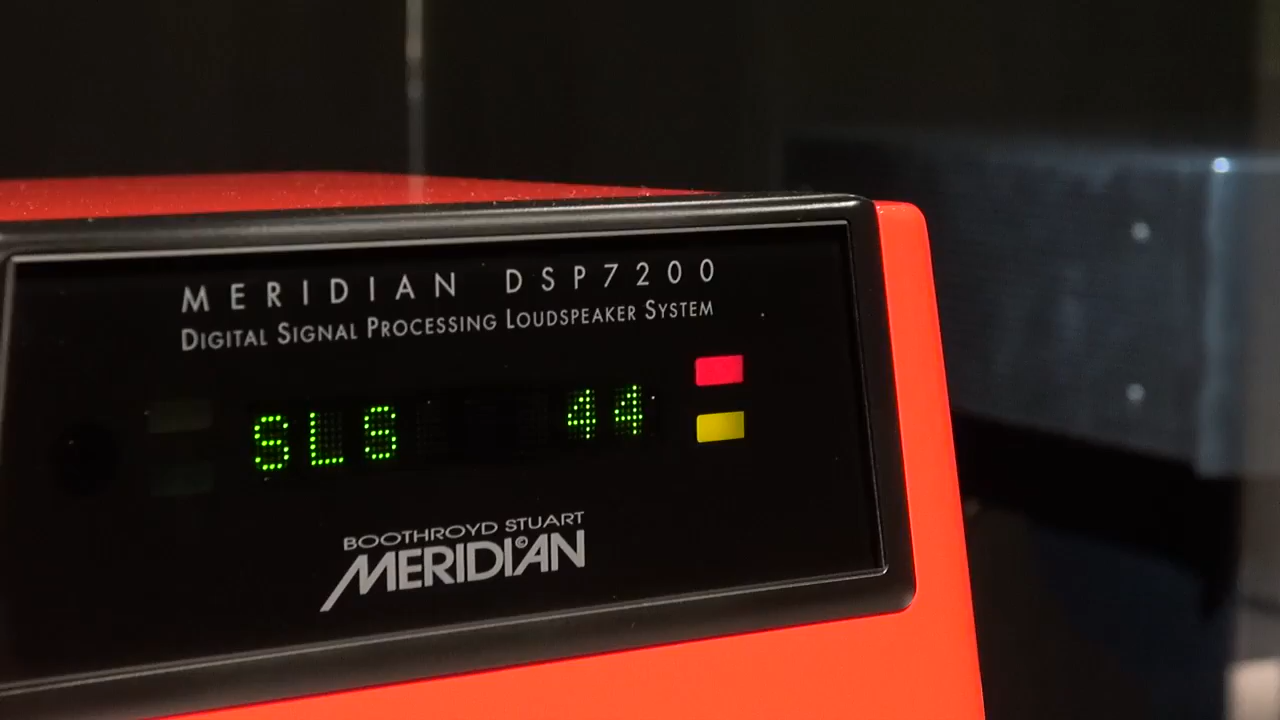 MERIDIAN DSP7200
DIGITAL SIGNAL PROCESSING LOUDSPEAKER SYSTEM
SLS 44
BOOTHROYD STUART
MERIDIAN ©